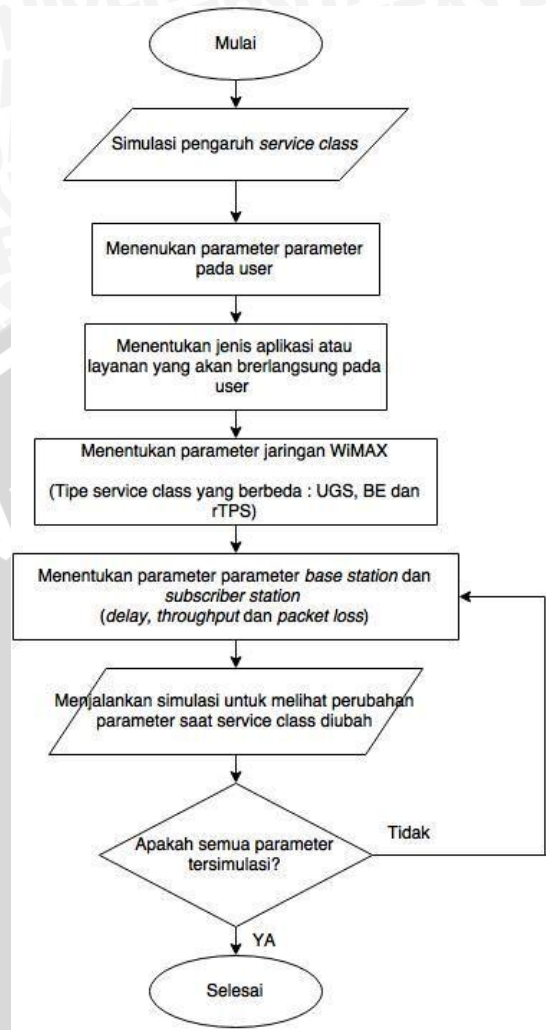 Mulai
Simulasi pengaruh service class
Menenukan parameter parameter
pada user
Menentukan jenis aplikasi atau
layanan yang akan brerlangsung pada
user
Menentukan parameter jaringan WiMAX
(Tipe service class yang berbeda : UGS, BE dan
rTPS)
Menentukan parameter parameter base station dan
subscriber station
(delay, throughput dan packet loss)
Menjalankan simulasi untuk melihat perubahan
parameter saat service class diubah
Apakah semua parameter
tersimulasi?
Tidak
YA
Selesai